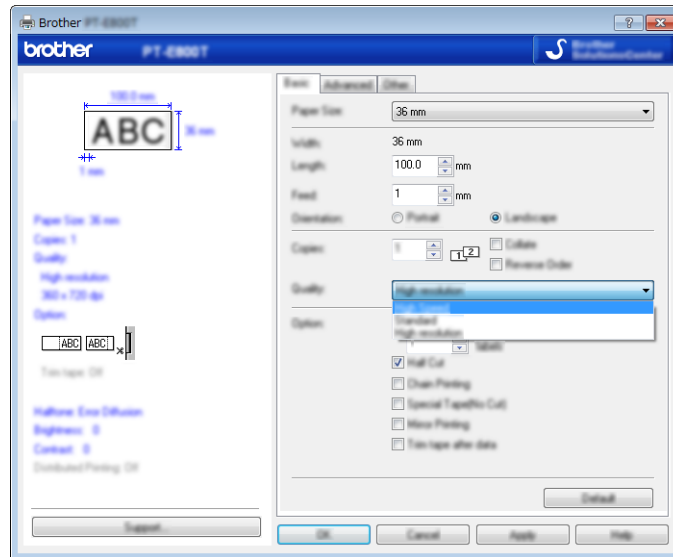 Brother PT-E800T
brother PT-E800T Brother
SolutionsCenter
100.0 mm
ABC
36 mm
1 mm
Paper Size: 36 mm
Copies: 1
Quality:
High resolution
360 x 720 dpi
Option:
ABC ABC
Trim tape: Off
Halftone: Error Diffusion
Brightness: 0
Contrast: 0
Distributed Printing: Off
Support...
Basic Advanced Other
Paper Size: 36 mm
Width: 36 mm
Length: 100.0 mm
Feed: 1 mm
Orientation: Portrait Landscape
Copies: 1 1 2 Collate
Reverse Order
Quality: High resolution
High Speed
Standard
High resolution
Option:
labels
Half Cut
Chain Printing
Special Tape(No Cut)
Mirror Printing
Trim tape after data
Default
OK Cancel Apply Help